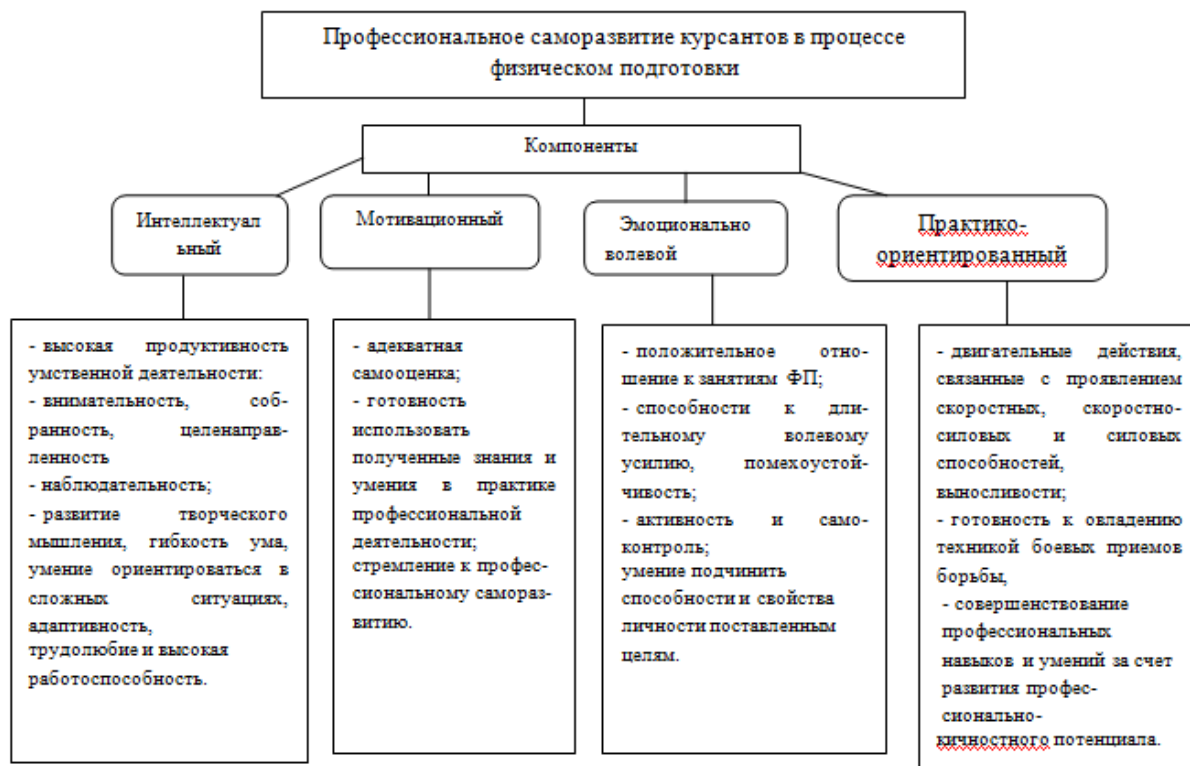 Профессиональное саморазвитие курсантов в процессе
физическом подготовки
Компоненты
Интеллектуал
ьный
Мотивационный
Эмоционально
волевой
Практико-
ориентированный
- высокая продуктивность
умственной деятельности:
- внимательность, соб-
ранность, целенаправ-
ленность
- наблюдательность;
- развитие творческого
мышления, гибкость ума,
умение ориентироваться в
сложных ситуациях,
адаптивность,
трудолюбие и высокая
работоспособность.
- адекватная
самооценка;
- готовность
использовать
полученные знания и
умения в практике
профессиональной
деятельности;
стремление к профес-
сиональному самораз-
витию.
- положительное отно-
шение к занятиям ФП;
- способности к дли-
тельному волевому
усилию, помехоустой-
чивость;
- активность и само-
контроль;
умение подчинить
способности и свойства
личности поставленным
целям.
- двигательные действия,
связанные с проявлением
скоростных, скоростно-
силовых и силовых
способностей,
выносливости;
- готовность к овладению
техникой боевых приемов
борьбы,
- совершенствование
профессиональных
навыков и умений за счет
развития профес-
сионально-
кичностного потенциала.